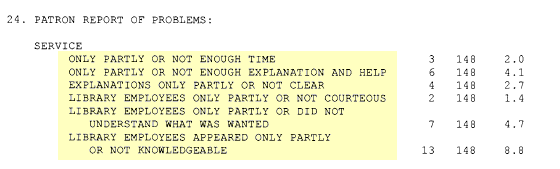 24. PATRON REPORT OF PROBLEMS:
SERVICE
ONLY PARTLY OR NOT ENOUGH TIME 3 148 2.0
ONLY PARTLY OR NOT ENOUGH EXPLANATION AND HELP 6 148 4.1
EXPLANATIONS ONLY PARTLY OR NOT CLEAR 4 148 2.7
LIBRARY EMPLOYEES ONLY PARTLY OR NOT COURTEOUS 2 148 1.4
LIBRARY EMPLOYEES ONLY PARTLY OR DID NOT
UNDERSTAND WHAT WAS WANTED 7 148 4.7
LIBRARY EMPLOYEES APPEARED ONLY PARTLY
OR NOT KNOWLEDGEABLE 13 148 8.8